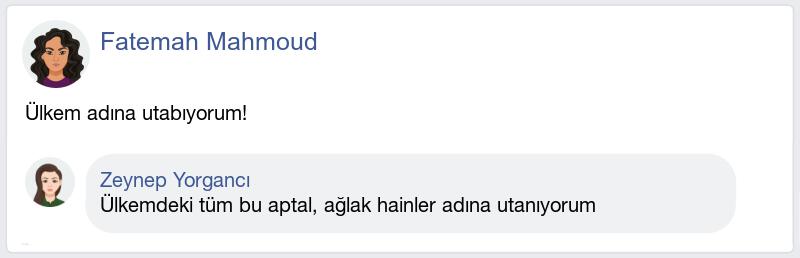 Fatemah Mahmoud
Ülkem adına utabıyorum!
Zeynep Yorgancı
Ülkemdeki tüm bu aptal, ağlak hainler adına utanıyorum